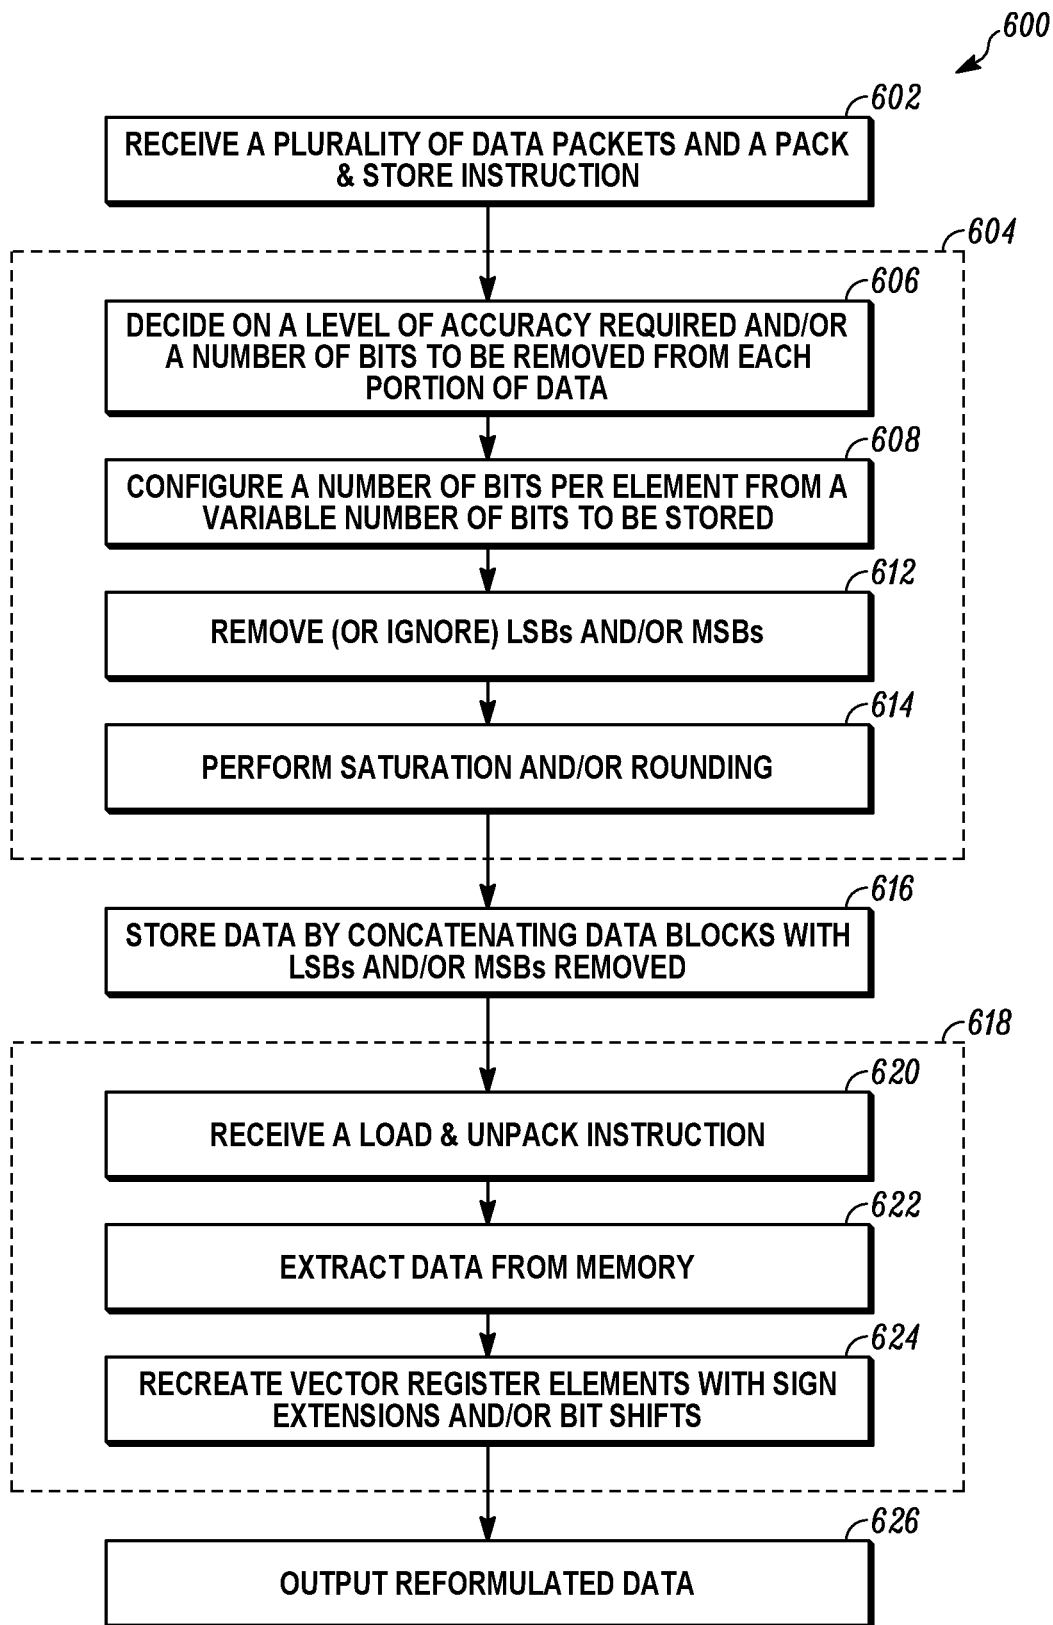 600
602
RECEIVE A PLURALITY OF DATA PACKETS AND A PACK
& STORE INSTRUCTION
604
606
DECIDE ON A LEVEL OF ACCURACY REQUIRED AND/OR
A NUMBER OF BITS TO BE REMOVED FROM EACH
PORTION OF DATA
608
CONFIGURE A NUMBER OF BITS PER ELEMENT FROM A
VARIABLE NUMBER OF BITS TO BE STORED
612
REMOVE (OR IGNORE) LSBs AND/OR MSBs
614
PERFORM SATURATION AND/OR ROUNDING
616
STORE DATA BY CONCATENATING DATA BLOCKS WITH
LSBs AND/OR MSBs REMOVED
618
620
RECEIVE A LOAD & UNPACK INSTRUCTION
622
EXTRACT DATA FROM MEMORY
624
RECREATE VECTOR REGISTER ELEMENTS WITH SIGN
EXTENSIONS AND/OR BIT SHIFTS
626
OUTPUT REFORMULATED DATA